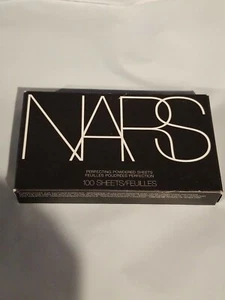 NARS
PERFECTING POWDERED SHEETS
FEUILLES POUDRÉES PERFECTION
100 SHEETS/FEUILLES